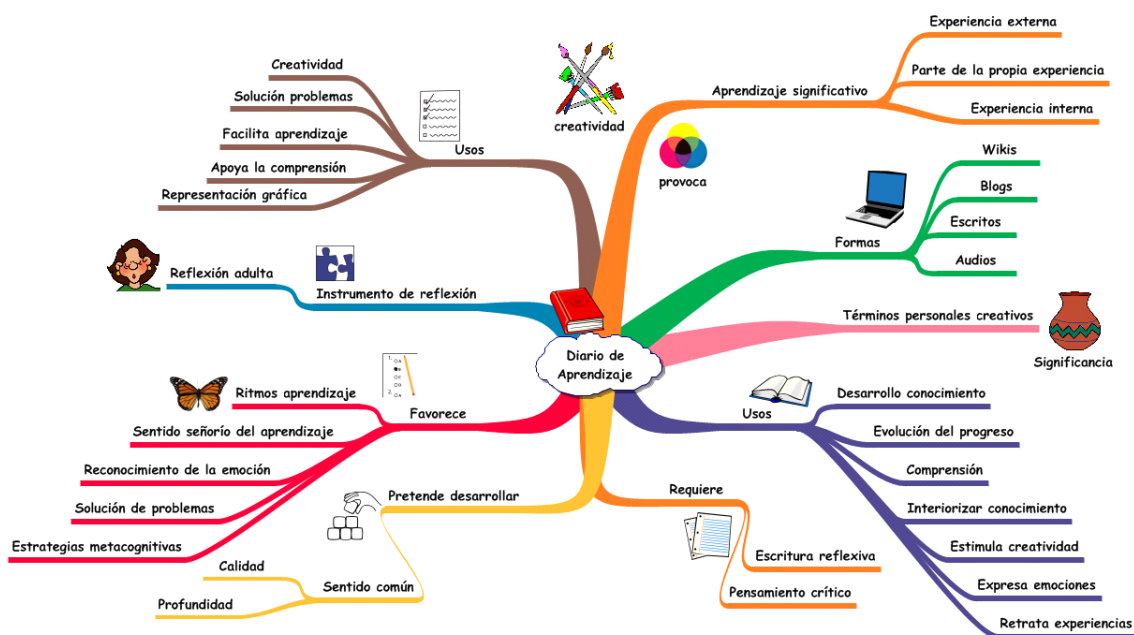 Diario de
Aprendizaje
creatividad
provoca
Aprendizaje significativo
Experiencia externa
Parte de la propia experiencia
Experiencia interna
Formas
Wikis
Blogs
Escritos
Audios
Términos personales creativos
Significancia
Usos
Desarrollo conocimiento
Evolución del progreso
Comprensión
Interiorizar conocimiento
Estimula creatividad
Expresa emociones
Retrata experiencias
Requiere
Escritura reflexiva
Pensamiento crítico
Pretende desarrollar
Sentido común
Calidad
Profundidad
Favorece
Ritmos aprendizaje
Sentido señorío del aprendizaje
Reconocimiento de la emoción
Solución de problemas
Estrategias metacognitivas
Instrumento de reflexión
Reflexión adulta
Usos
Creatividad
Solución problemas
Facilita aprendizaje
Apoya la comprensión
Representación gráfica